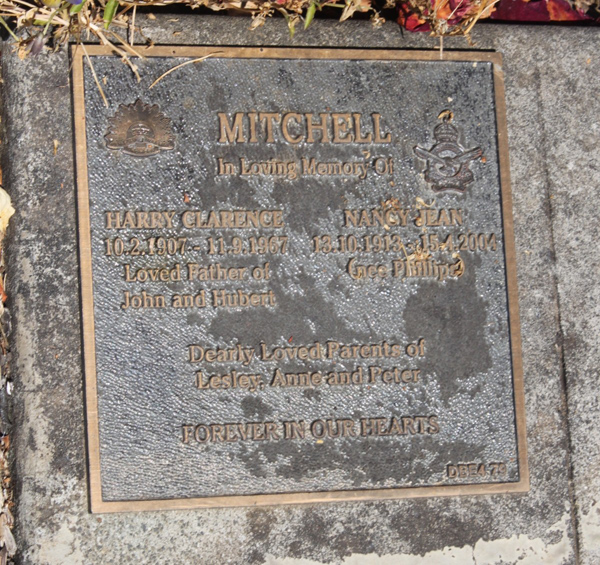 MITCHELL
In Loving Memory Of
HARRY CLARENCE
10.2.1907 - 11.9.1967
Loved Father of
John and Hubert
NANCY JEAN
13.10.1913 - 15.4.2004
(nee Phillips)
Dearly Loved Parents of
Lesley, Anne and Peter
FOREVER IN OUR HEARTS